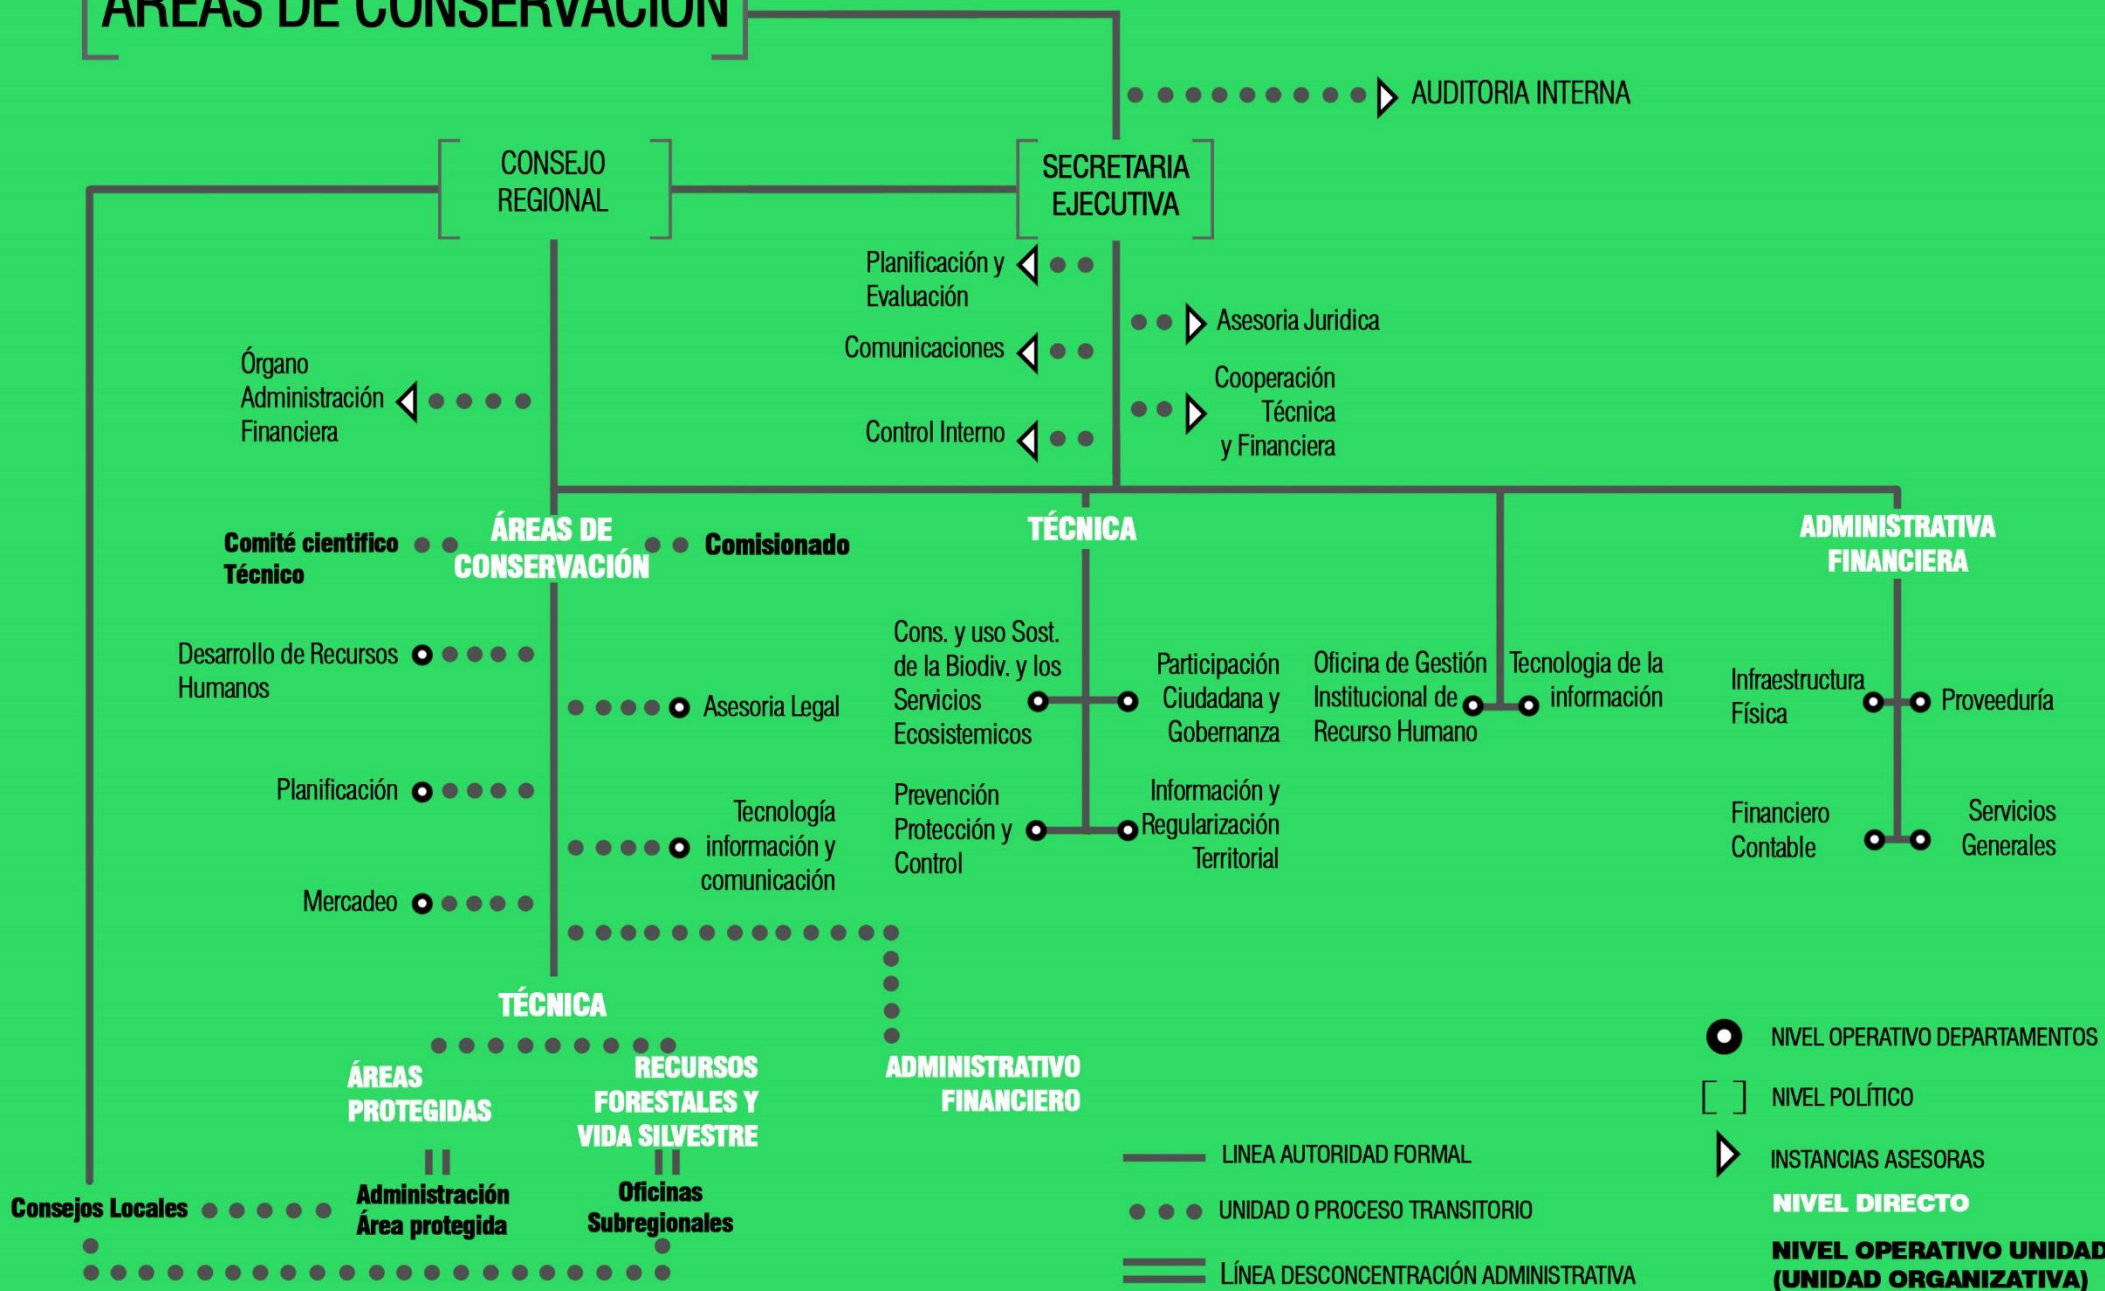 ÁREAS DE CONSERVACIÓN
AUDITORIA INTERNA
CONSEJO
REGIONAL
SECRETARIA
EJECUTIVA
Planificación y
Evaluación
Asesoria Juridica
Comunicaciones
Cooperación
Técnica
y Financiera
Control Interno
Órgano
Administración
Financiera
Comité cientifico
Técnico
ÁREAS DE
CONSERVACIÓN
Comisionado
TÉCNICA
ADMINISTRATIVA
FINANCIERA
Desarrollo de Recursos
Humanos
Asesoria Legal
Planificación
Tecnología
información y
comunicación
Mercadeo
Cons. y uso Sost.
de la Biodiv. y los
Servicios
Ecosistemicos
Participación
Ciudadana y
Gobernanza
Prevención
Protección y
Control
Información y
Regularización
Territorial
Oficina de Gestión
Institucional de
Recurso Humano
Tecnologia de la
información
Infraestructura
Física
Proveeduría
Financiero
Contable
Servicios
Generales
TÉCNICA
ÁREAS
PROTEGIDAS
RECURSOS
FORESTALES Y
VIDA SILVESTRE
ADMINISTRATIVO
FINANCIERO
Consejos Locales
Administración
Área protegida
Oficinas
Subregionales
LINEA AUTORIDAD FORMAL
UNIDAD O PROCESO TRANSITORIO
LÍNEA DESCONCENTRACIÓN ADMINISTRATIVA
NIVEL OPERATIVO DEPARTAMENTOS
NIVEL POLÍTICO
INSTANCIAS ASESORAS
NIVEL DIRECTO
NIVEL OPERATIVO UNIDAD
(UNIDAD ORGANIZATIVA)